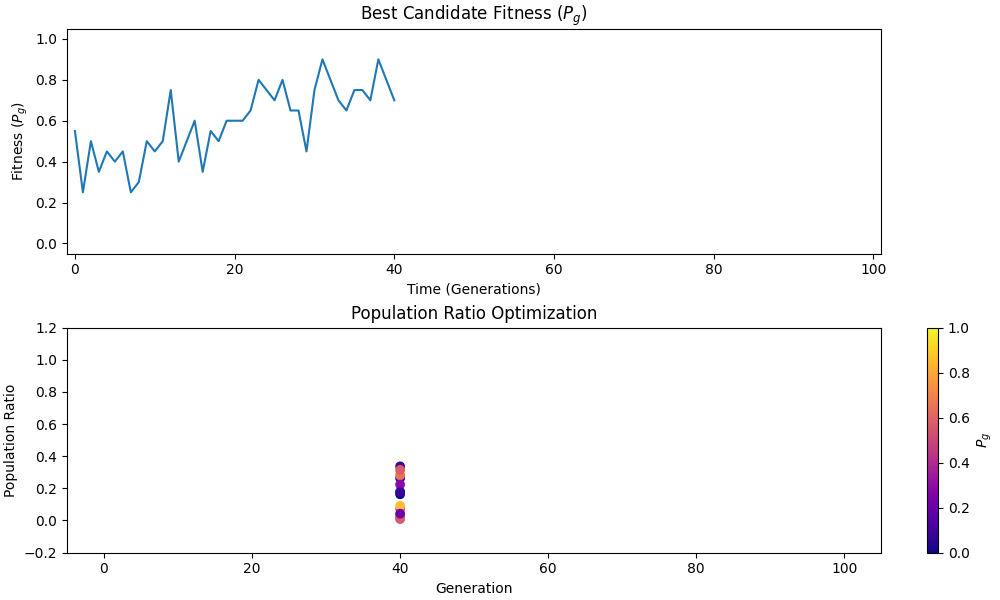 Best Candidate Fitness ($P_g$)
Fitness ($P_g$)
1.0
0.8
0.6
0.4
0.2
0.0
0 20 40 60 80 100
Time (Generations)
Population Ratio Optimization
Population Ratio
1.2
1.0
0.8
0.6
0.4
0.2
0.0
−0.2
0 20 40 60 80 100
Generation
1.0
0.8
0.6
0.4
0.2
0.0
$P_g$